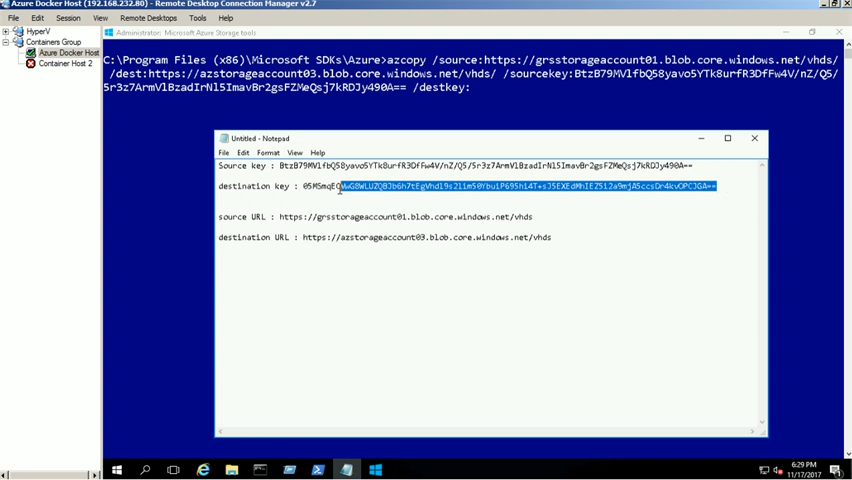 Azure Docker Host (192.168.232.80) - Remote Desktop Connection Manager v2.7
File Edit Session View Remote Desktops Tools Help
HyperV
Containers Group
Azure Docker Host
Container Host 2
Administrator: Microsoft Azure Storage tools
C:\Program Files (x86)\Microsoft SDKs\Azure>azcopy /source:https://grsstorageaccount01.blob.core.windows.net/vhds/
/dest:https://azstorageaccount03.blob.core.windows.net/vhds/ /sourcekey:BtzB79MVlfbQ58yavo5YTk8urfR3DfFw4V/nZ/Q5/
5r3z7ArmVlBzadIrNl5ImavBr2gsFZMeQsj7kRDJy490A== /destkey:
Untitled - Notepad
File Edit Format View Help
Source key : BtzB79MVlfbQ58yavo5YTk8urfR3DfFw4V/nZ/Q5/5r3z7ArmVlBzadIrNl5ImavBr2gsFZMeQsj7kRDJy490A==
destination key :
source URL : https://grsstorageaccount01.blob.core.windows.net/vhds
destination URL : https://azstorageaccount03.blob.core.windows.net/vhds
6:29 PM
11/17/2017